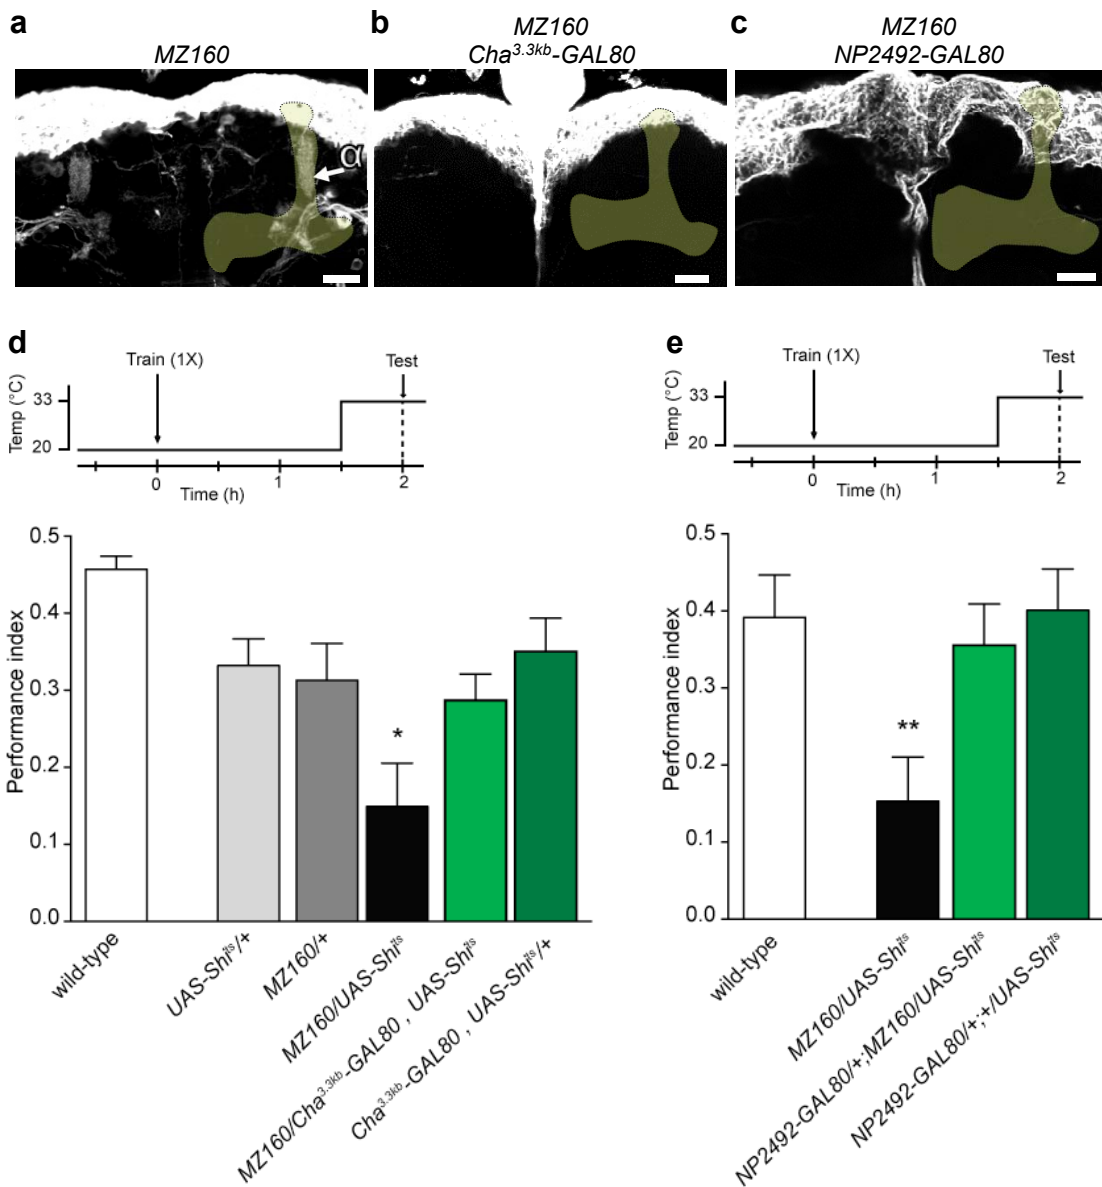 a
MZ160
b
MZ160
Cha3.3kb-GAL80
c
MZ160
NP2492-GAL80
α
d
Train (1X)
Test
Temp (°C)
33
20
0
1
2
Time (h)
Performance index
0.5
0.4
0.3
0.2
0.1
0.0
*
wild-type
UAS-Shits/+
MZ160/+
MZ160/UAS-Shits
MZ160/Cha3.3kb-GAL80 , UAS-Shits
Cha3.3kb-GAL80 , UAS-Shits/+
e
Train (1X)
Test
Temp (°C)
33
20
0
1
2
Time (h)
Performance index
0.5
0.4
0.3
0.2
0.1
0.0
**
wild-type
MZ160/UAS-Shits
NP2492-GAL80/+;MZ160/UAS-Shits
NP2492-GAL80/+;+/UAS-Shits